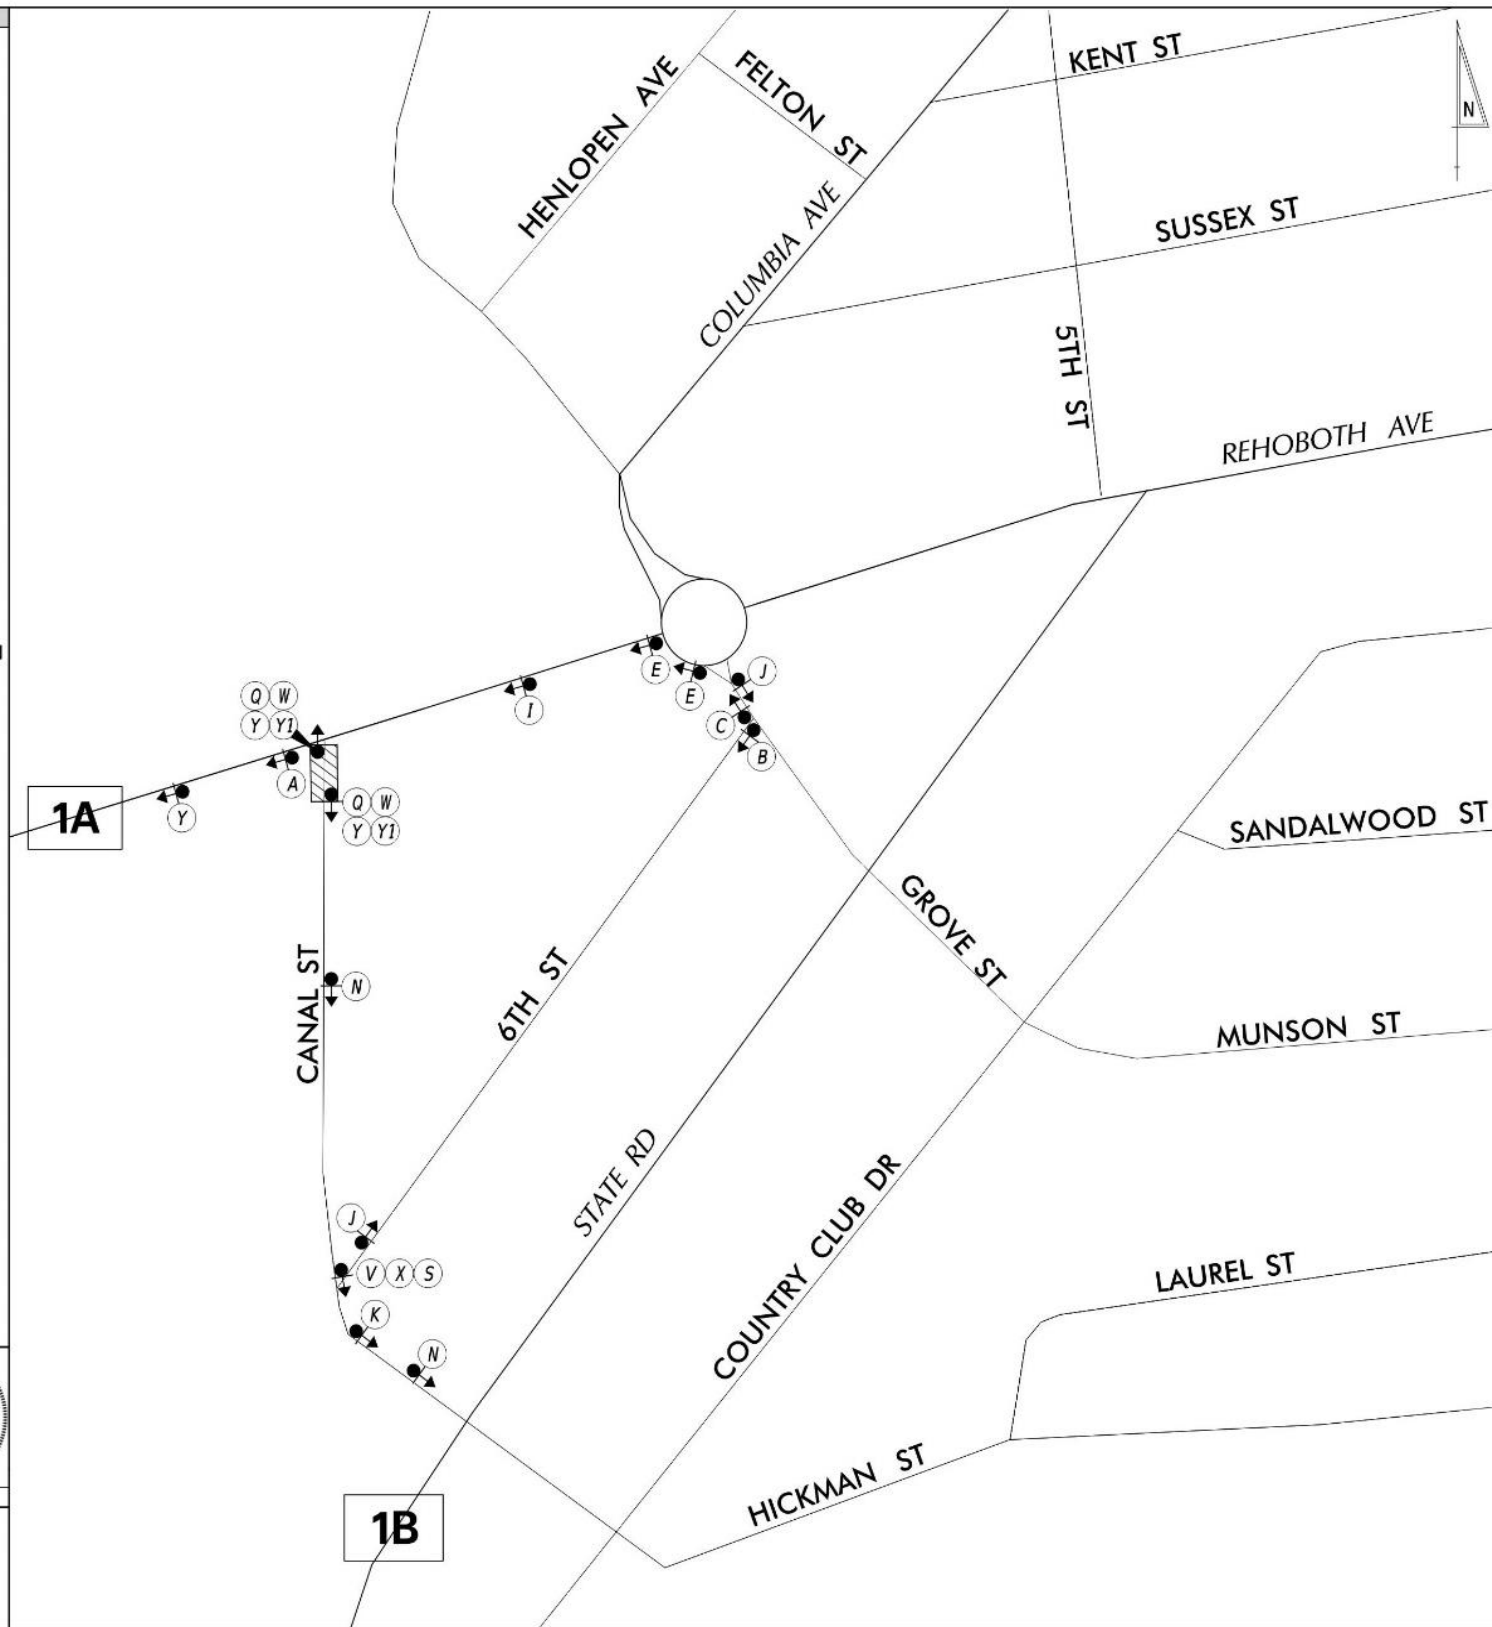 KENT ST
FELTON ST
HENLOPEN AVE
N
COLUMBIA AVE
SUSSEX ST
5TH ST
REHOBOTH AVE
E
E
J
Q W
Y Y1
I
C
B
A
Y
1A
Q W
Y Y1
SANDALWOOD ST
GROVE ST
CANAL ST
N
6TH ST
MUNSON ST
STATE RD
COUNTRY CLUB DR
J
V X S
K
N
LAUREL ST
HICKMAN ST
1B